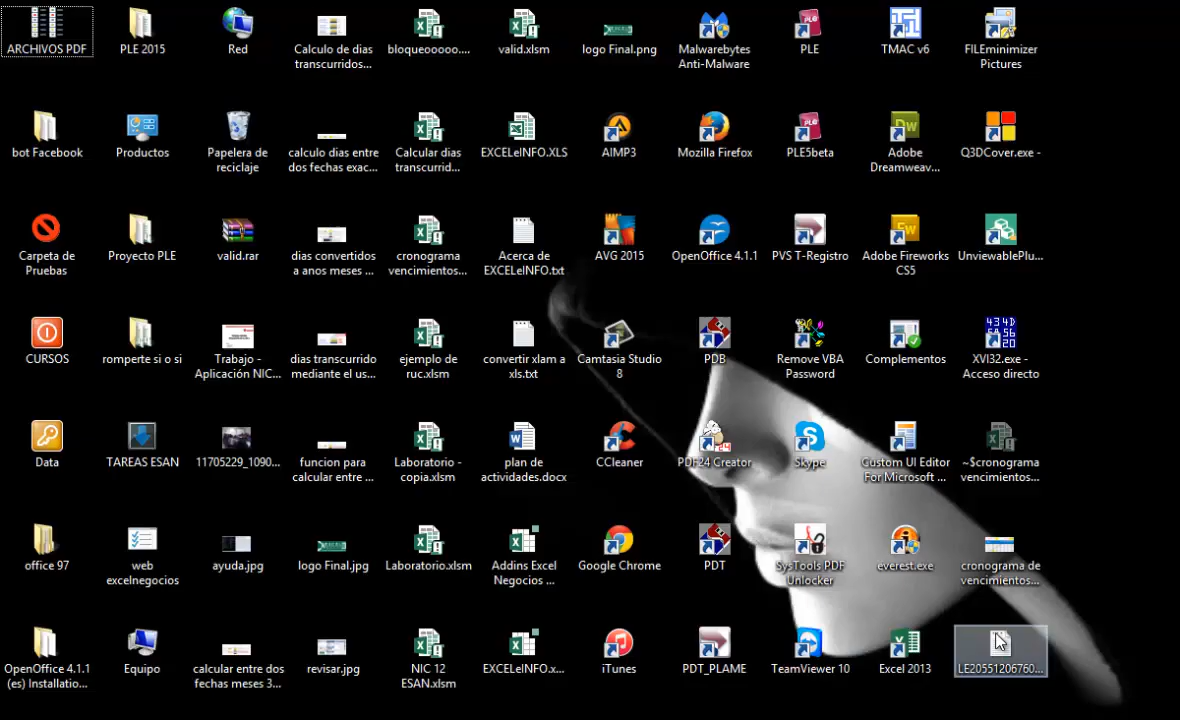 ARCHIVOS PDF
PLE 2015
Red
Calculo de dias
transcurridos...
bloqueooooo....
valid.xlsm
logo Final.png
Malwarebytes
Anti-Malware
PLE
TMAC v6
FILEminimizer
Pictures
bot Facebook
Productos
Papelera de
reciclaje
calculo dias entre
dos fechas exac...
Calcular dias
transcurrid...
EXCELeINFO.XLS
AIMP3
Mozilla Firefox
PLE5beta
Adobe
Dreamweav...
Q3DCover.exe -
Carpeta de
Pruebas
Proyecto PLE
valid.rar
dias convertidos
a anos meses ...
cronograma
vencimientos...
Acerca de
EXCELeINFO.txt
AVG 2015
OpenOffice 4.1.1
PVS T-Registro
Adobe Fireworks
CS5
UnviewablePlu...
CURSOS
romperte si o si
Trabajo -
Aplicación NIC...
dias transcurrido
mediante el us...
ejemplo de
ruc.xlsm
convertir xlam a
xls.txt
Camtasia Studio
8
PDB
Remove VBA
Password
Complementos
XVI32.exe -
Acceso directo
Data
TAREAS ESAN
11705229_1090...
funcion para
calcular entre ...
Laboratorio -
copia.xlsm
plan de
actividades.docx
CCleaner
PDF24 Creator
Skype
Custom UI Editor
For Microsoft ...
~$cronograma
vencimientos...
office 97
web
excelnegocios
ayuda.jpg
logo Final.jpg
Laboratorio.xlsm
Addins Excel
Negocios ...
Google Chrome
PDT
SysTools PDF
Unlocker
everest.exe
cronograma de
vencimientos...
OpenOffice 4.1.1
(es) Installatio...
Equipo
calcular entre dos
fechas meses 3...
revisar.jpg
NIC 12
ESAN.xlsm
EXCELeINFO.x...
iTunes
PDT_PLAME
TeamViewer 10
Excel 2013
LE20551206760...